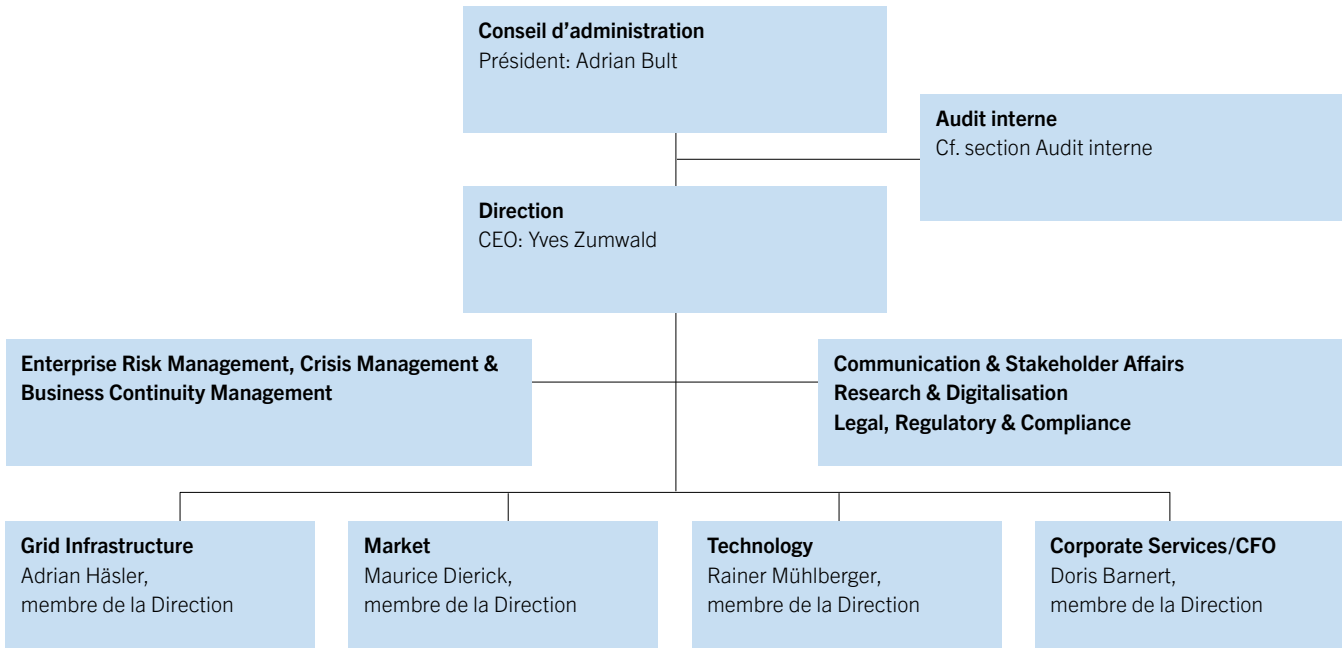 Conseil d’administration
Président: Adrian Bult
Audit interne
Cf. section Audit interne
Direction
CEO: Yves Zumwald
Enterprise Risk Management, Crisis Management &
Business Continuity Management
Communication & Stakeholder Affairs
Research & Digitalisation
Legal, Regulatory & Compliance
Grid Infrastructure
Adrian Häsler,
membre de la Direction
Market
Maurice Dierick,
membre de la Direction
Technology
Rainer Mühlberger,
membre de la Direction
Corporate Services/CFO
Doris Barnert,
membre de la Direction